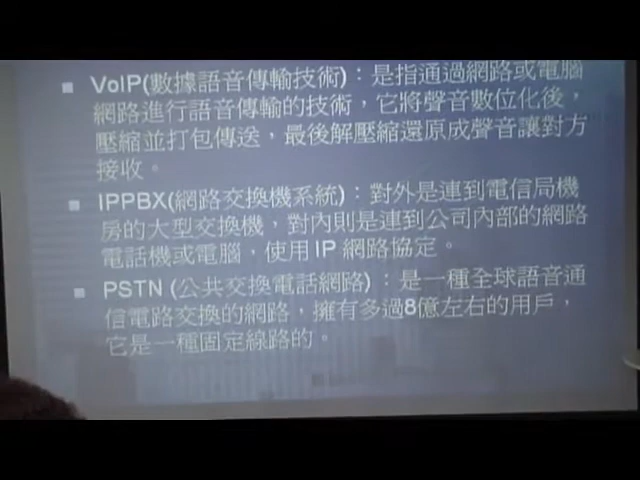 VoIP(數據語音傳輸技術)：是指通過網路或電腦
網路進行語音傳輸的技術，它將聲音數位化後，
壓縮並打包傳送，最後解壓縮還原成聲音讓對方
接收。
IPPBX(網路交換機系統)：對外是連到電信局機
房的大型交換機，對內則是連到公司內部的網路
電話機或電腦，使用IP 網路協定。
PSTN (公共交換電話網路)：是一種全球語音通
信電路交換的網路，擁有多過8億左右的用戶，
它是一種固定線路的。